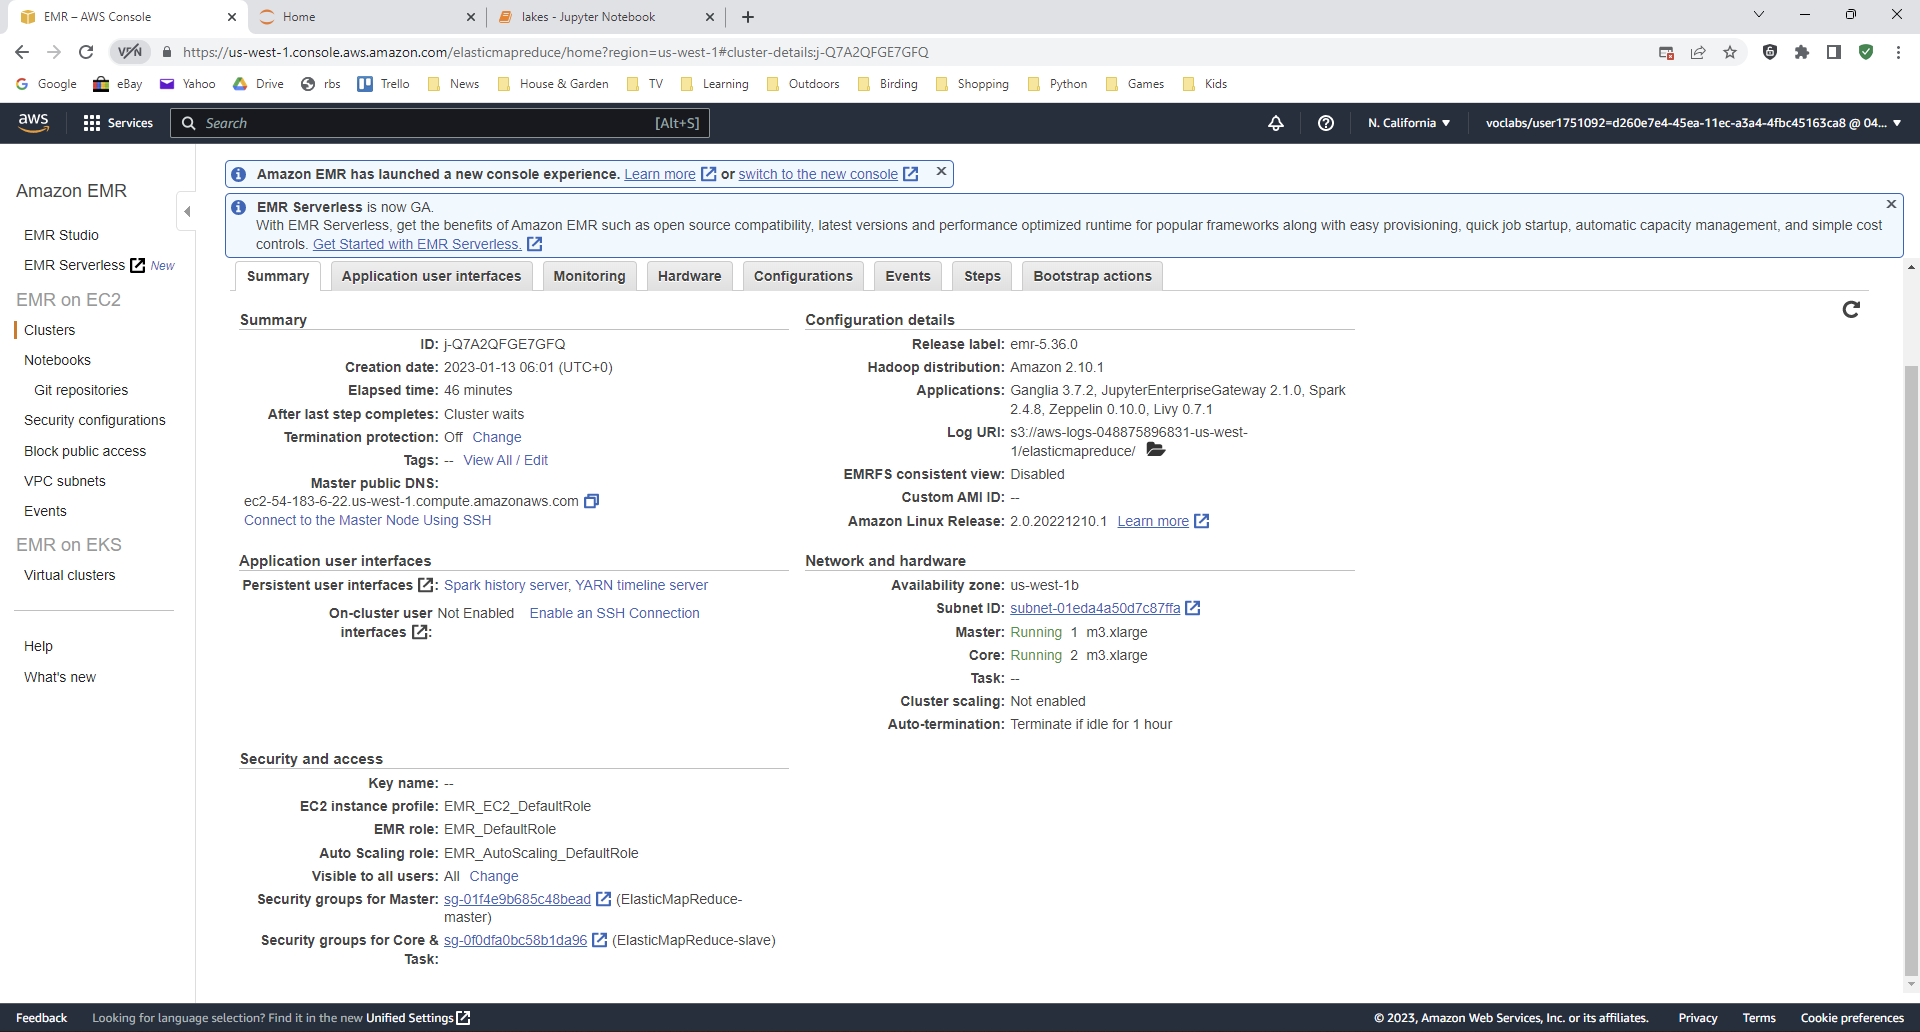 EMR – AWS Console
Home
lakes - Jupyter Notebook
VPN
https://us-west-1.console.aws.amazon.com/elasticmapreduce/home?region=us-west-1#cluster-details:j-Q7A2QFGE7GFQ
Google eBay Yahoo Drive rbs Trello News House & Garden TV Learning Outdoors Birding Shopping Python Games Kids
aws Services Search [Alt+S] N. California voclabs/user1751092=d260e7e4-45ea-11ec-a3a4-4fbc45163ca8 @ 04...
Amazon EMR
EMR Studio
EMR Serverless New
EMR on EC2
Clusters
Notebooks
Git repositories
Security configurations
Block public access
VPC subnets
Events
EMR on EKS
Virtual clusters
Help
What's new
Amazon EMR has launched a new console experience. Learn more or switch to the new console
EMR Serverless is now GA.
With EMR Serverless, get the benefits of Amazon EMR such as open source compatibility, latest versions and performance optimized runtime for popular frameworks along with easy provisioning, quick job startup, automatic capacity management, and simple cost
controls. Get Started with EMR Serverless.
Summary Application user interfaces Monitoring Hardware Configurations Events Steps Bootstrap actions
Summary
ID: j-Q7A2QFGE7GFQ
Creation date: 2023-01-13 06:01 (UTC+0)
Elapsed time: 46 minutes
After last step completes: Cluster waits
Termination protection: Off Change
Tags: -- View All / Edit
Master public DNS:
ec2-54-183-6-22.us-west-1.compute.amazonaws.com
Connect to the Master Node Using SSH
Configuration details
Release label: emr-5.36.0
Hadoop distribution: Amazon 2.10.1
Applications: Ganglia 3.7.2, JupyterEnterpriseGateway 2.1.0, Spark
2.4.8, Zeppelin 0.10.0, Livy 0.7.1
Log URI: s3://aws-logs-048875896831-us-west-
1/elasticmapreduce/
EMRFS consistent view: Disabled
Custom AMI ID: --
Amazon Linux Release: 2.0.20221210.1 Learn more
Application user interfaces
Persistent user interfaces : Spark history server, YARN timeline server
On-cluster user Not Enabled Enable an SSH Connection
interfaces :
Network and hardware
Availability zone: us-west-1b
Subnet ID: subnet-01eda4a50d7c87ffa
Master: Running 1 m3.xlarge
Core: Running 2 m3.xlarge
Task: --
Cluster scaling: Not enabled
Auto-termination: Terminate if idle for 1 hour
Security and access
Key name: --
EC2 instance profile: EMR_EC2_DefaultRole
EMR role: EMR_DefaultRole
Auto Scaling role: EMR_AutoScaling_DefaultRole
Visible to all users: All Change
Security groups for Master: sg-01f4e9b685c48bead (ElasticMapReduce-
master)
Security groups for Core & sg-0f0dfa0bc58b1da96 (ElasticMapReduce-slave)
Task:
Feedback Looking for language selection? Find it in the new Unified Settings © 2023, Amazon Web Services, Inc. or its affiliates. Privacy Terms Cookie preferences